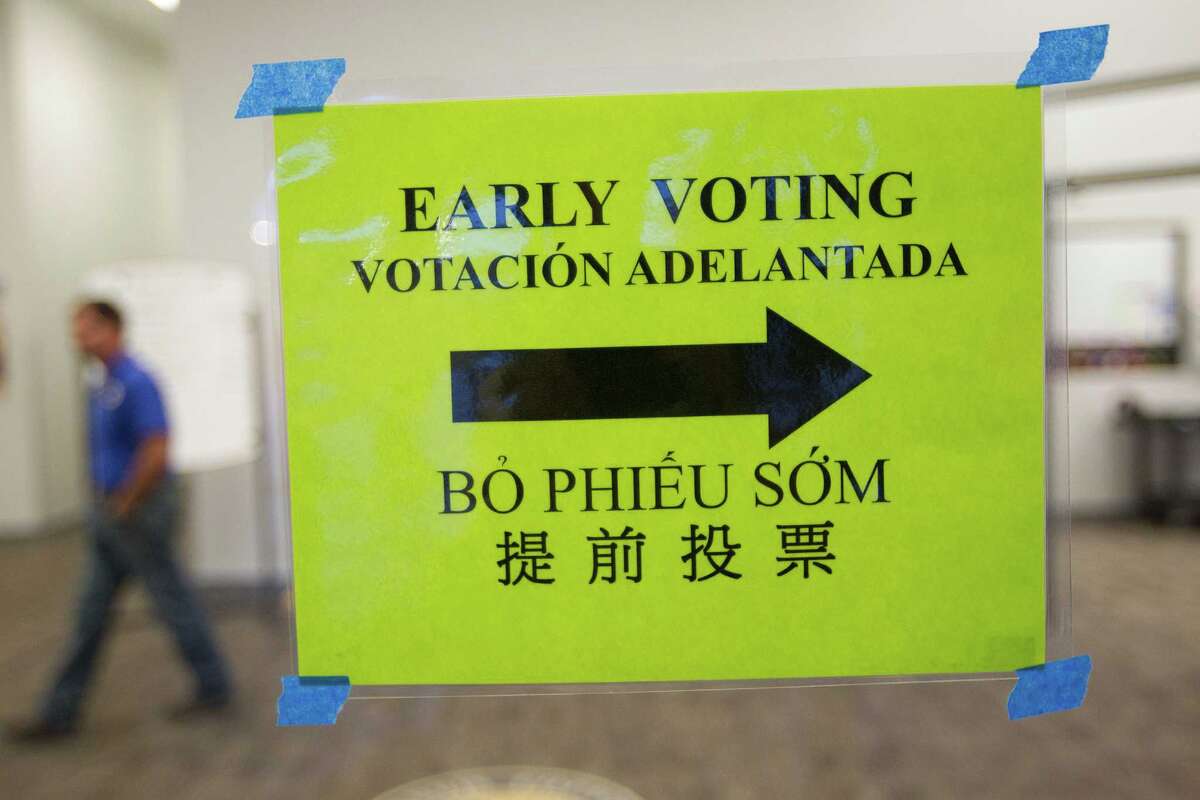 EARLY VOTING
VOTACIÓN ADELANTADA
BỎ PHIẾU SỚM
提前投票